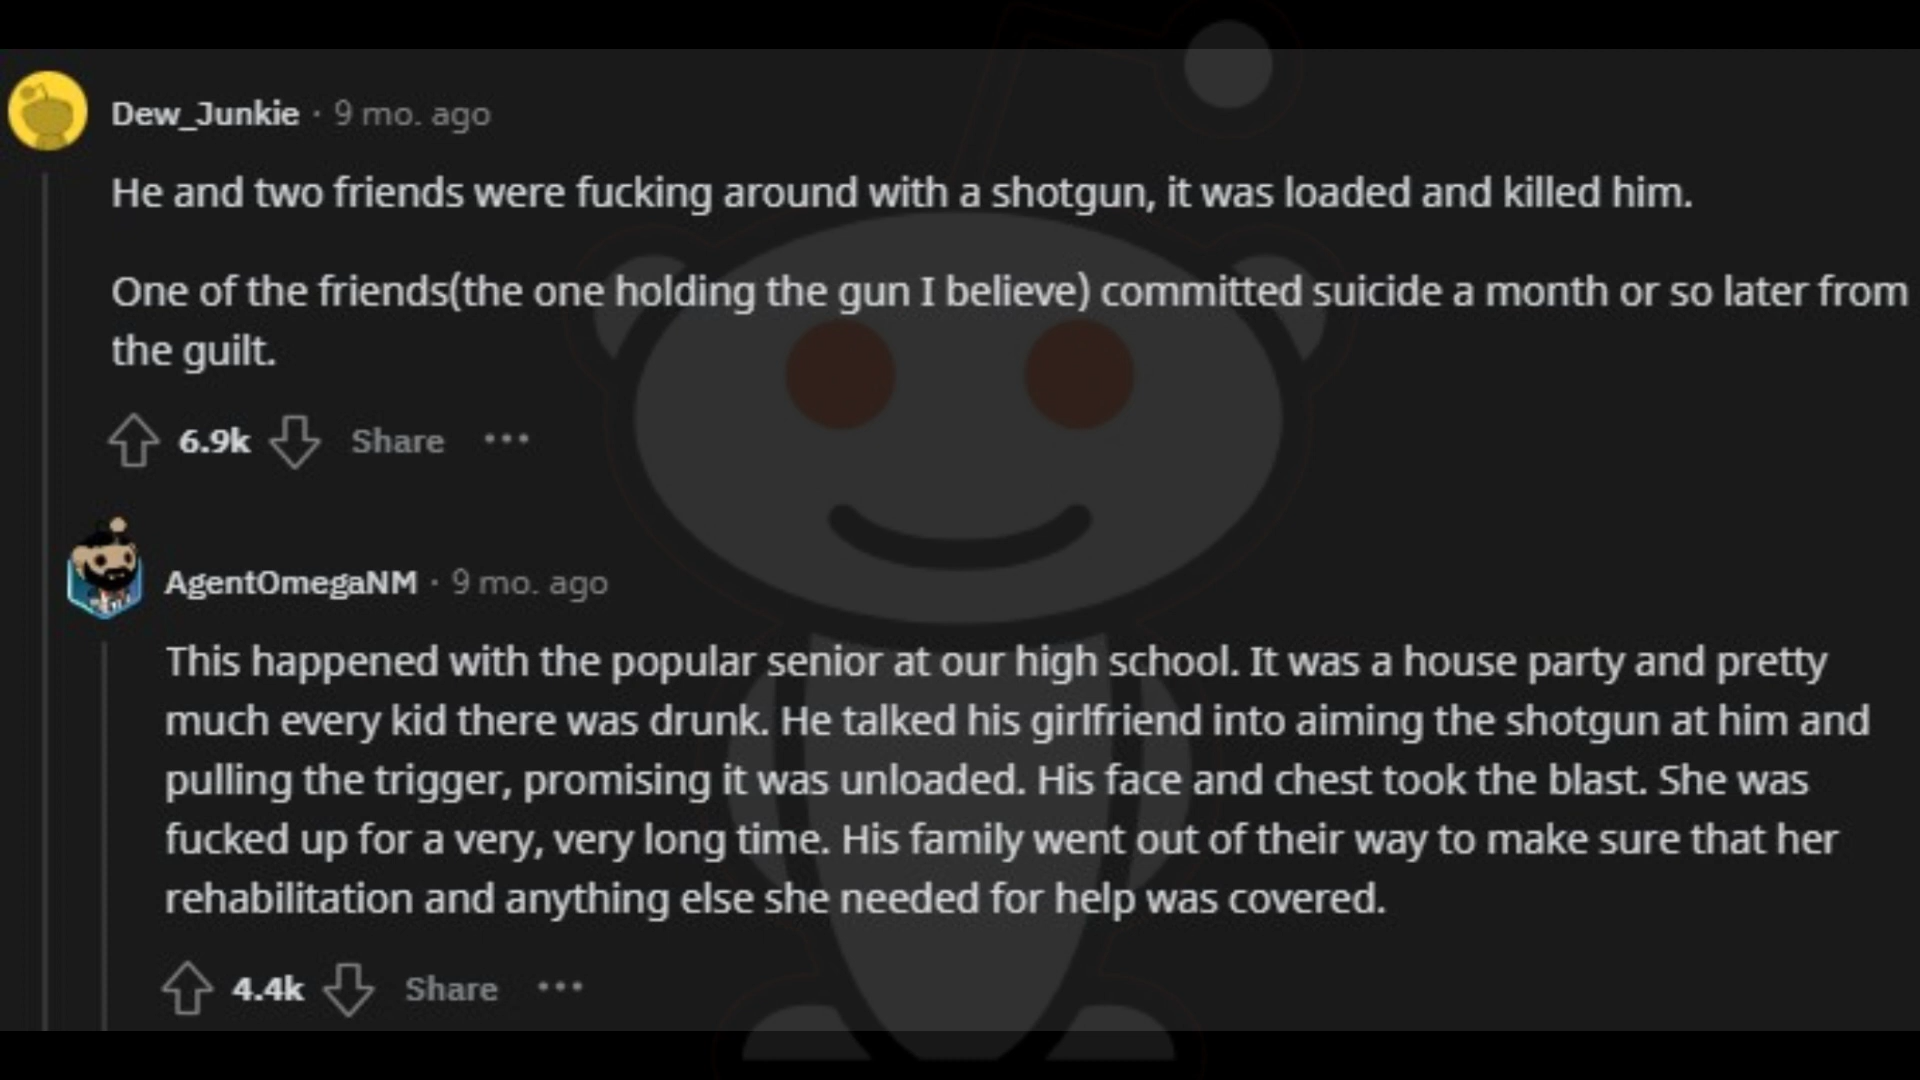 Dew_Junkie · 9 mo. ago
He and two friends were fucking around with a shotgun, it was loaded and killed him.
One of the friends(the one holding the gun I believe) committed suicide a month or so later from
the guilt.
6.9k Share ···
AgentOmegaNM · 9 mo. ago
This happened with the popular senior at our high school. It was a house party and pretty
much every kid there was drunk. He talked his girlfriend into aiming the shotgun at him and
pulling the trigger, promising it was unloaded. His face and chest took the blast. She was
fucked up for a very, very long time. His family went out of their way to make sure that her
rehabilitation and anything else she needed for help was covered.
4.4k Share ···